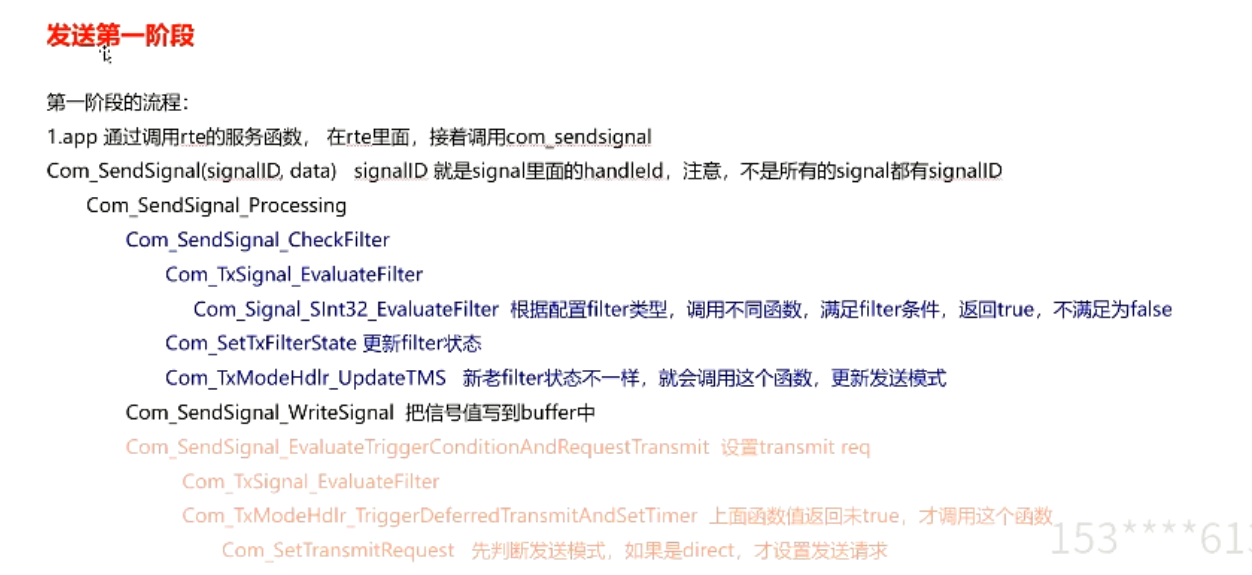 发送第一阶段
第一阶段的流程：
1.app 通过调用rte的服务函数， 在rte里面，接着调用com_sendsignal
Com_SendSignal(signalID, data) signalID 就是signal里面的handleId，注意，不是所有的signal都有signalID
Com_SendSignal_Processing
Com_SendSignal_CheckFilter
Com_TxSignal_EvaluateFilter
Com_Signal_SInt32_EvaluateFilter 根据配置filter类型，调用不同函数，满足filter条件，返回true，不满足为false
Com_SetTxFilterState 更新filter状态
Com_TxModeHdlr_UpdateTMS 新老filter状态不一样，就会调用这个函数，更新发送模式
Com_SendSignal_WriteSignal 把信号值写到buffer中
Com_SendSignal_EvaluateTriggerConditionAndRequestTransmit 设置transmit req
Com_TxSignal_EvaluateFilter
Com_TxModeHdlr_TriggerDeferredTransmitAndSetTimer 上面函数值返回未true，才调用这个函数
Com_SetTransmitRequest 先判断发送模式，如果是direct，才设置发送请求
153****61